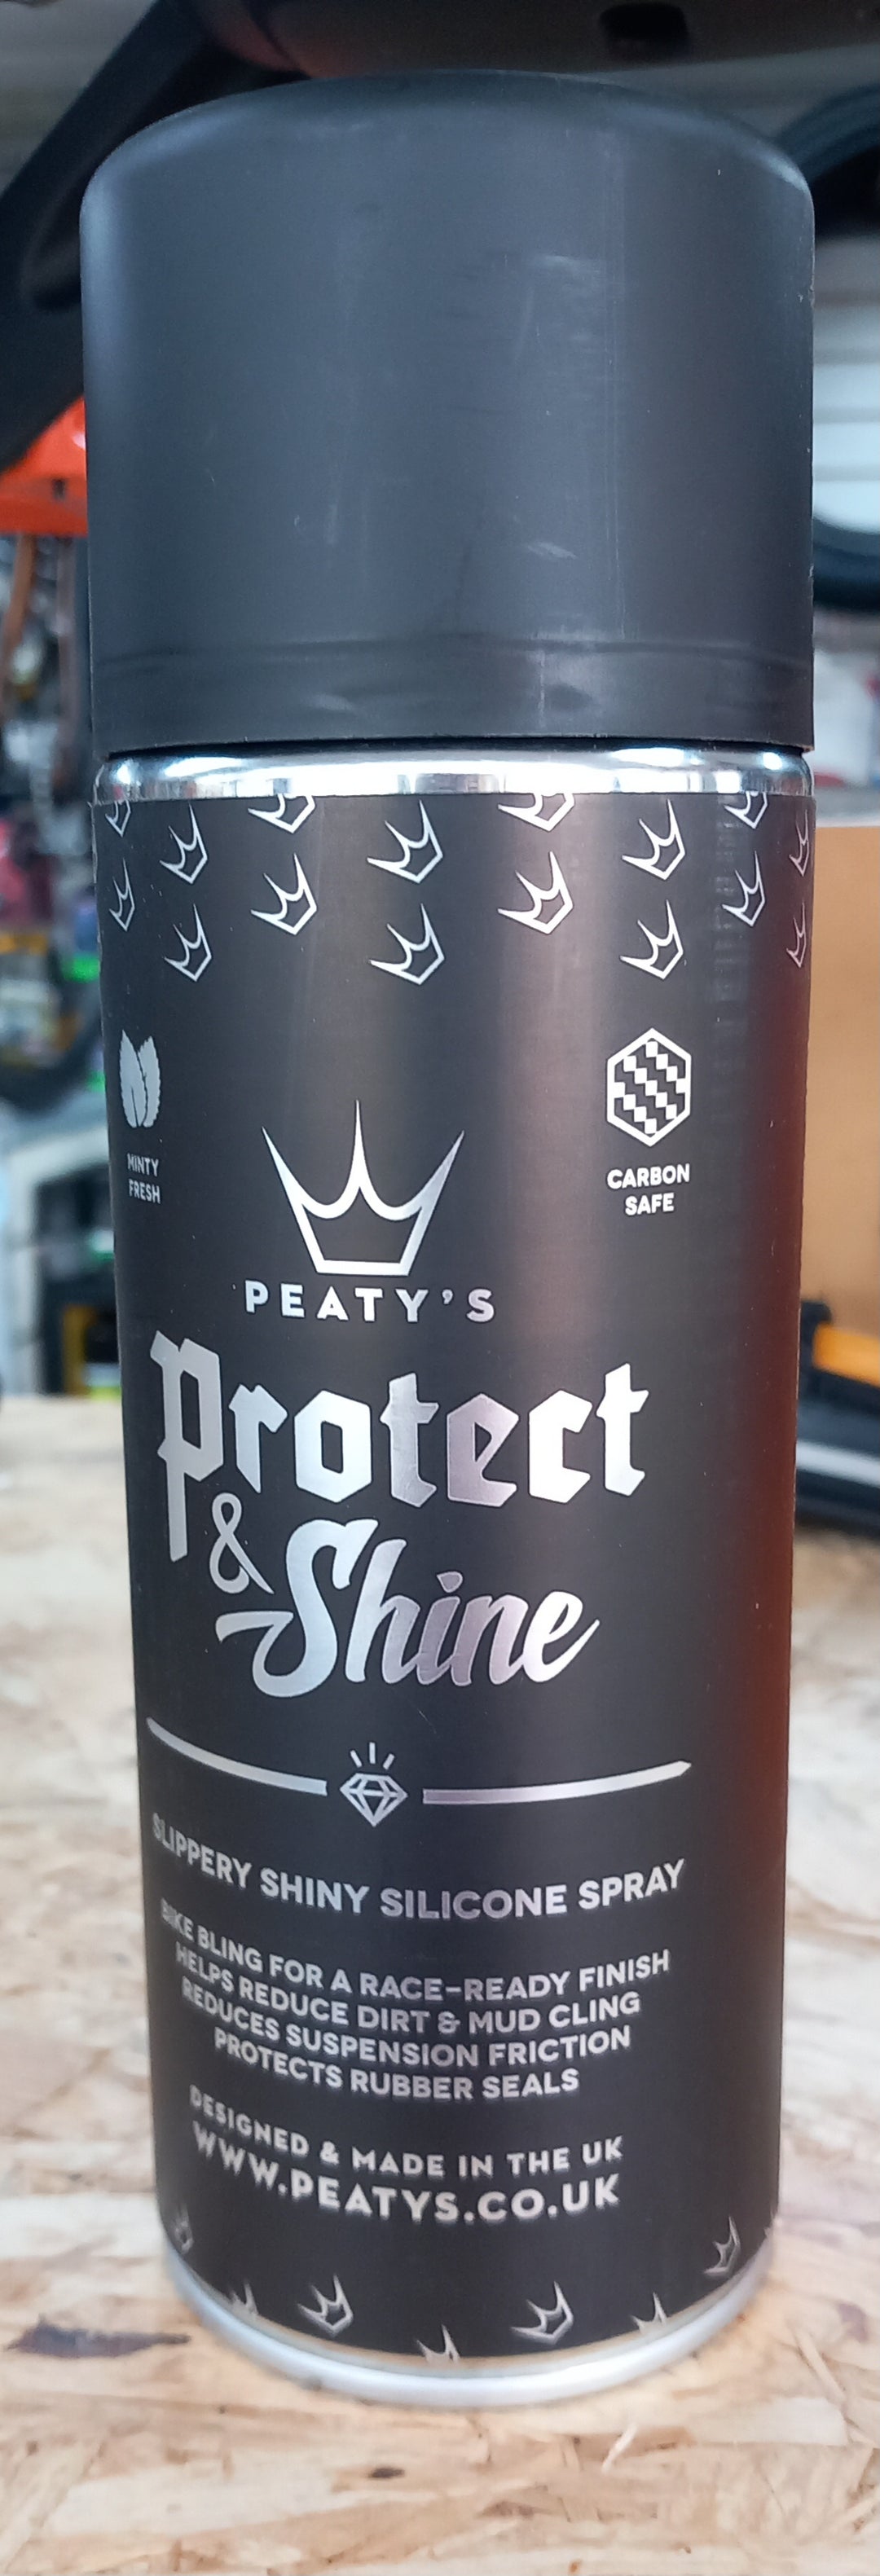 MINTY
FRESH
CARBON
SAFE
PEATY'S
Protect
& Shine
SLIPPERY SHINY SILICONE SPRAY
BIKE BLING FOR A RACE-READY FINISH
HELPS REDUCE DIRT & MUD CLING
REDUCES SUSPENSION FRICTION
PROTECTS RUBBER SEALS
DESIGNED & MADE IN THE UK
WWW.PEATYS.CO.UK